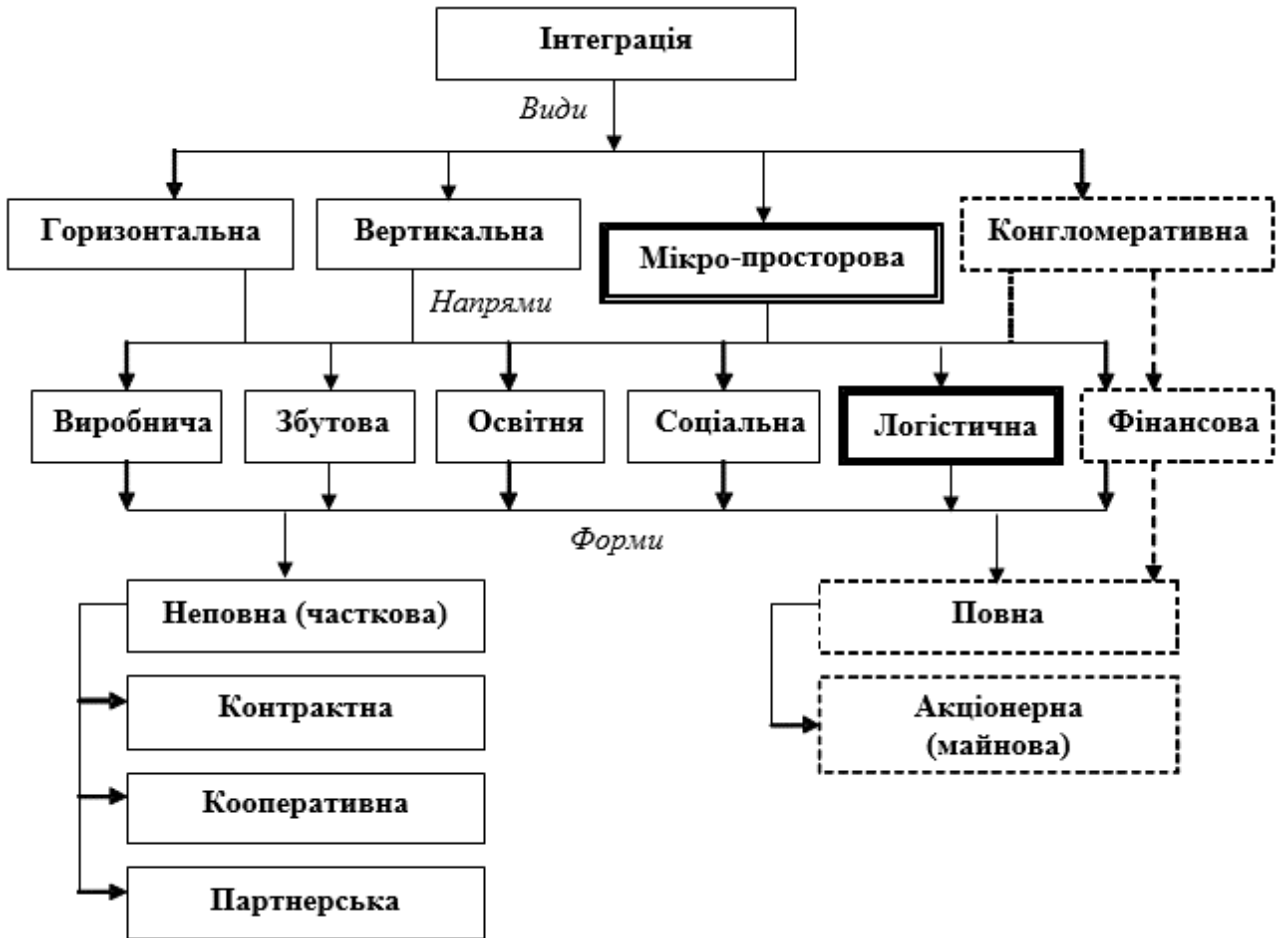 Інтеграція
Види
Горизонтальна
Вертикальна
Мікро-просторова
Конгломеративна
Напрями
Виробнича
Збутова
Освітня
Соціальна
Логістична
Фінансова
Форми
Неповна (часткова)
Повна
Контрактна
Акціонерна
(майнова)
Кооперативна
Партнерська